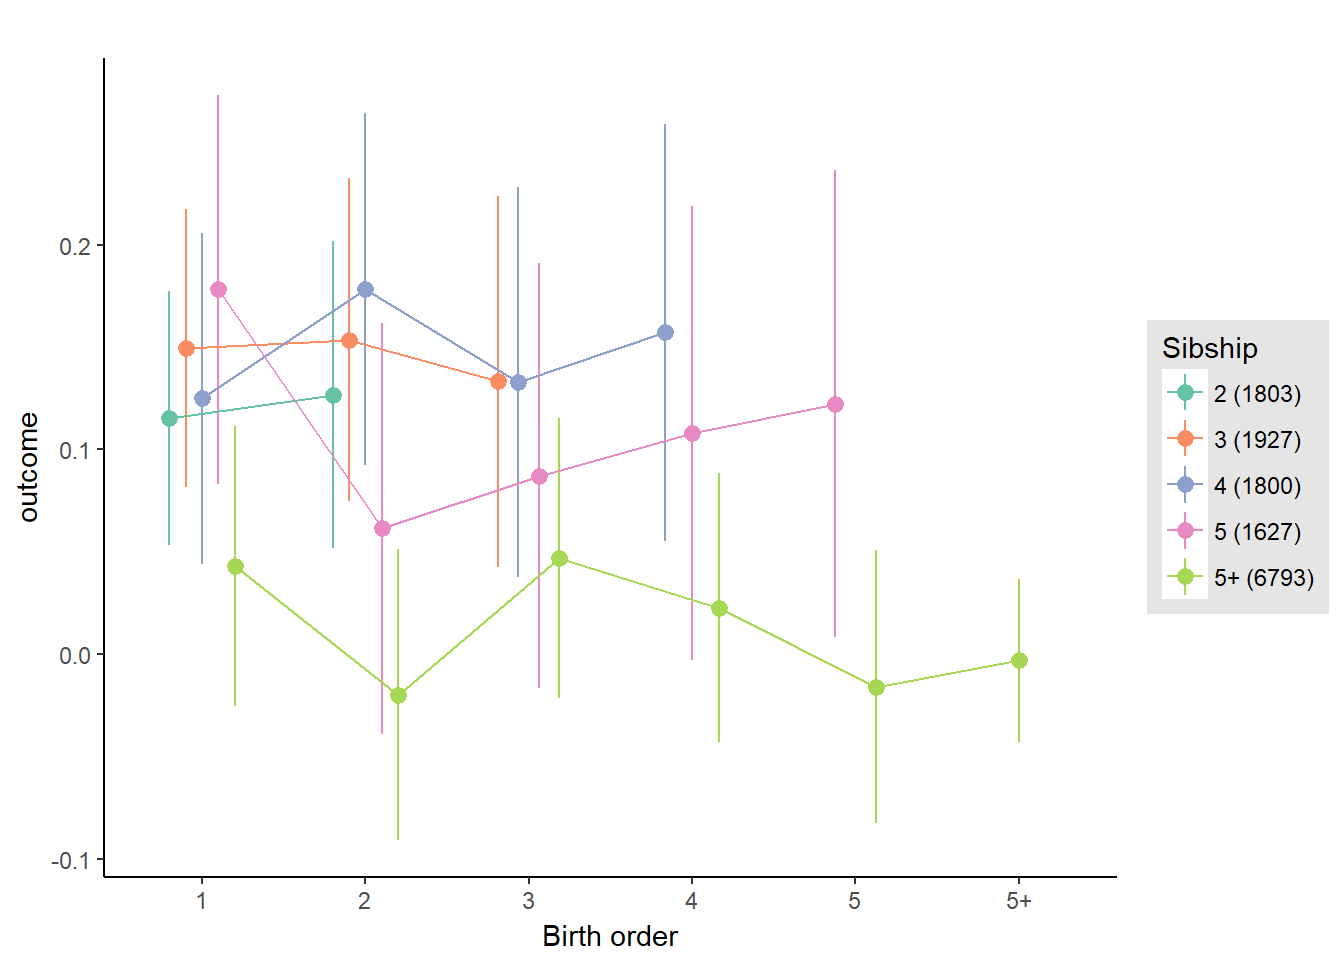 outcome
0.2
0.1
0.0
-0.1
1 2 3 4 5 5+
Birth order
Sibship
2 (1803)
3 (1927)
4 (1800)
5 (1627)
5+ (6793)